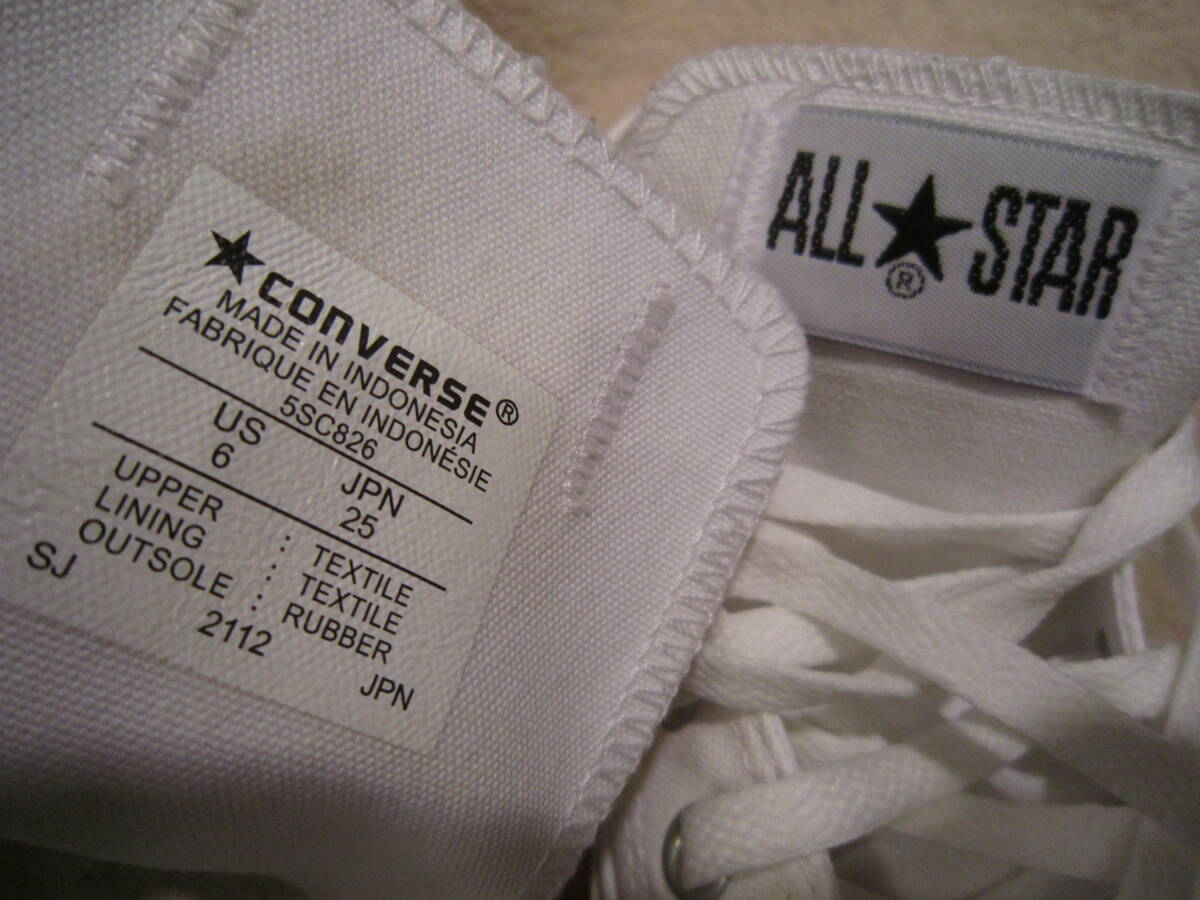 ★CONVERSE®
MADE IN INDONESIA
FABRIQUE EN INDONÉSIE
5SC826
US JPN
6 25
UPPER : TEXTILE
LINING : TEXTILE
OUTSOLE : RUBBER
SJ 2112 JPN
ALL★STAR
®